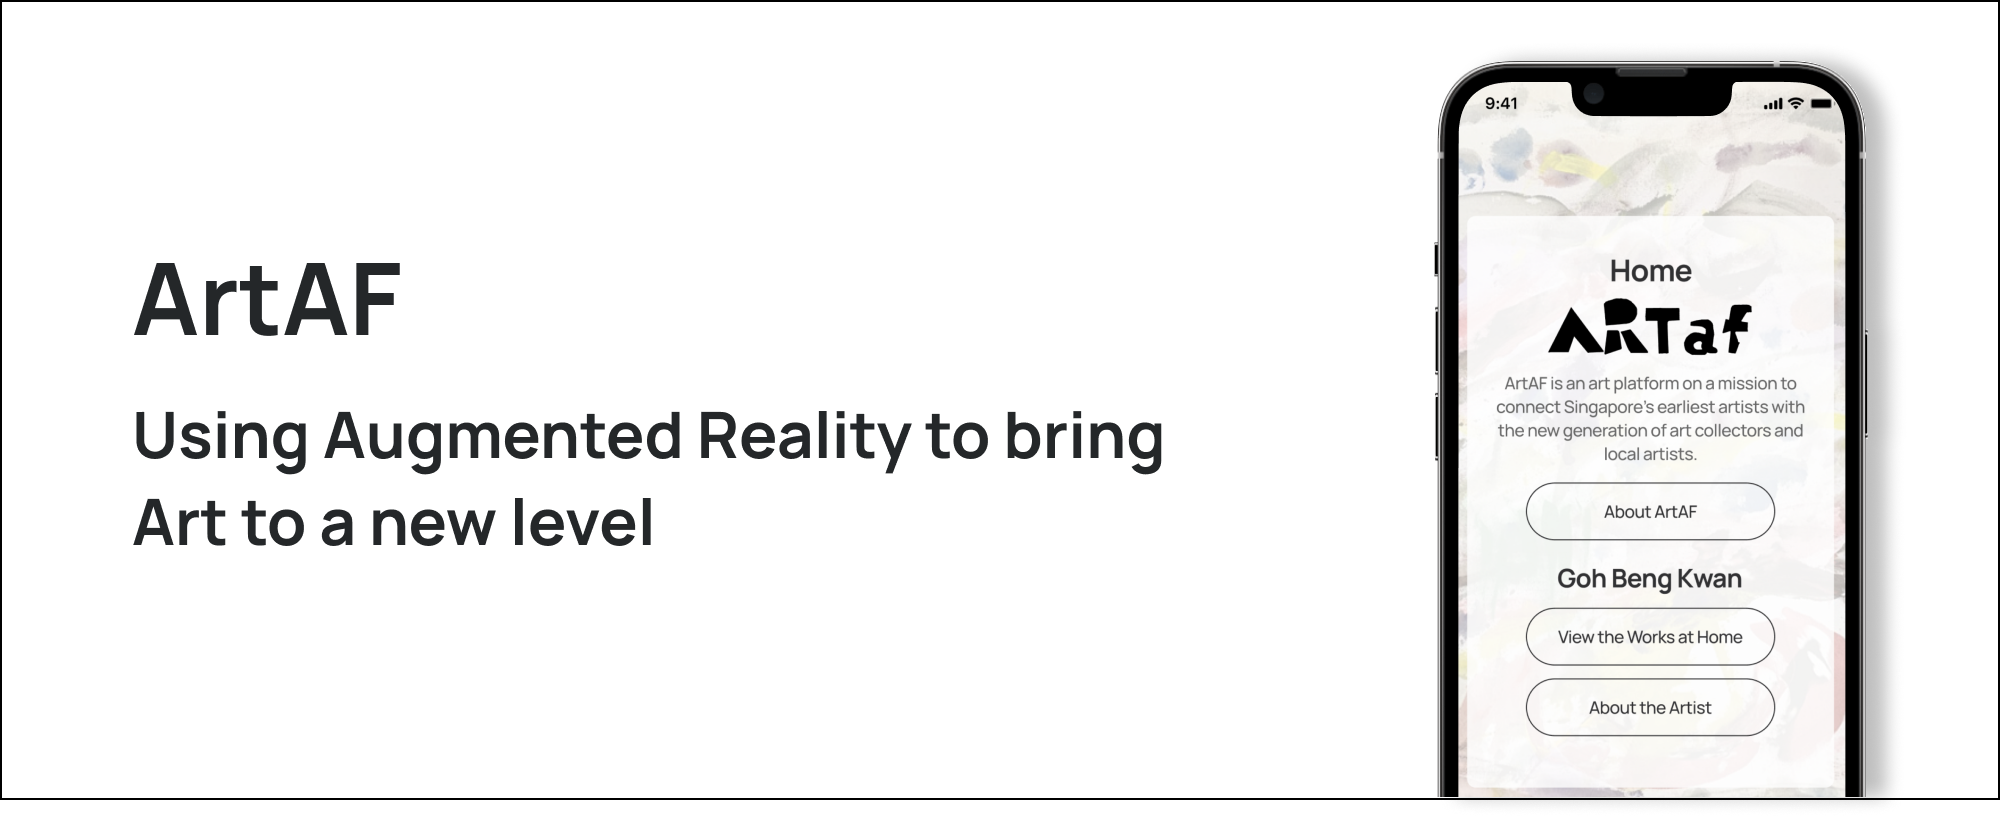 ArtAF
Using Augmented Reality to bring
Art to a new level
9:41
Home
ARTaf
ArtAF is an art platform on a mission to
connect Singapore's earliest artists with
the new generation of art collectors and
local artists.
About ArtAF
Goh Beng Kwan
View the Works at Home
About the Artist